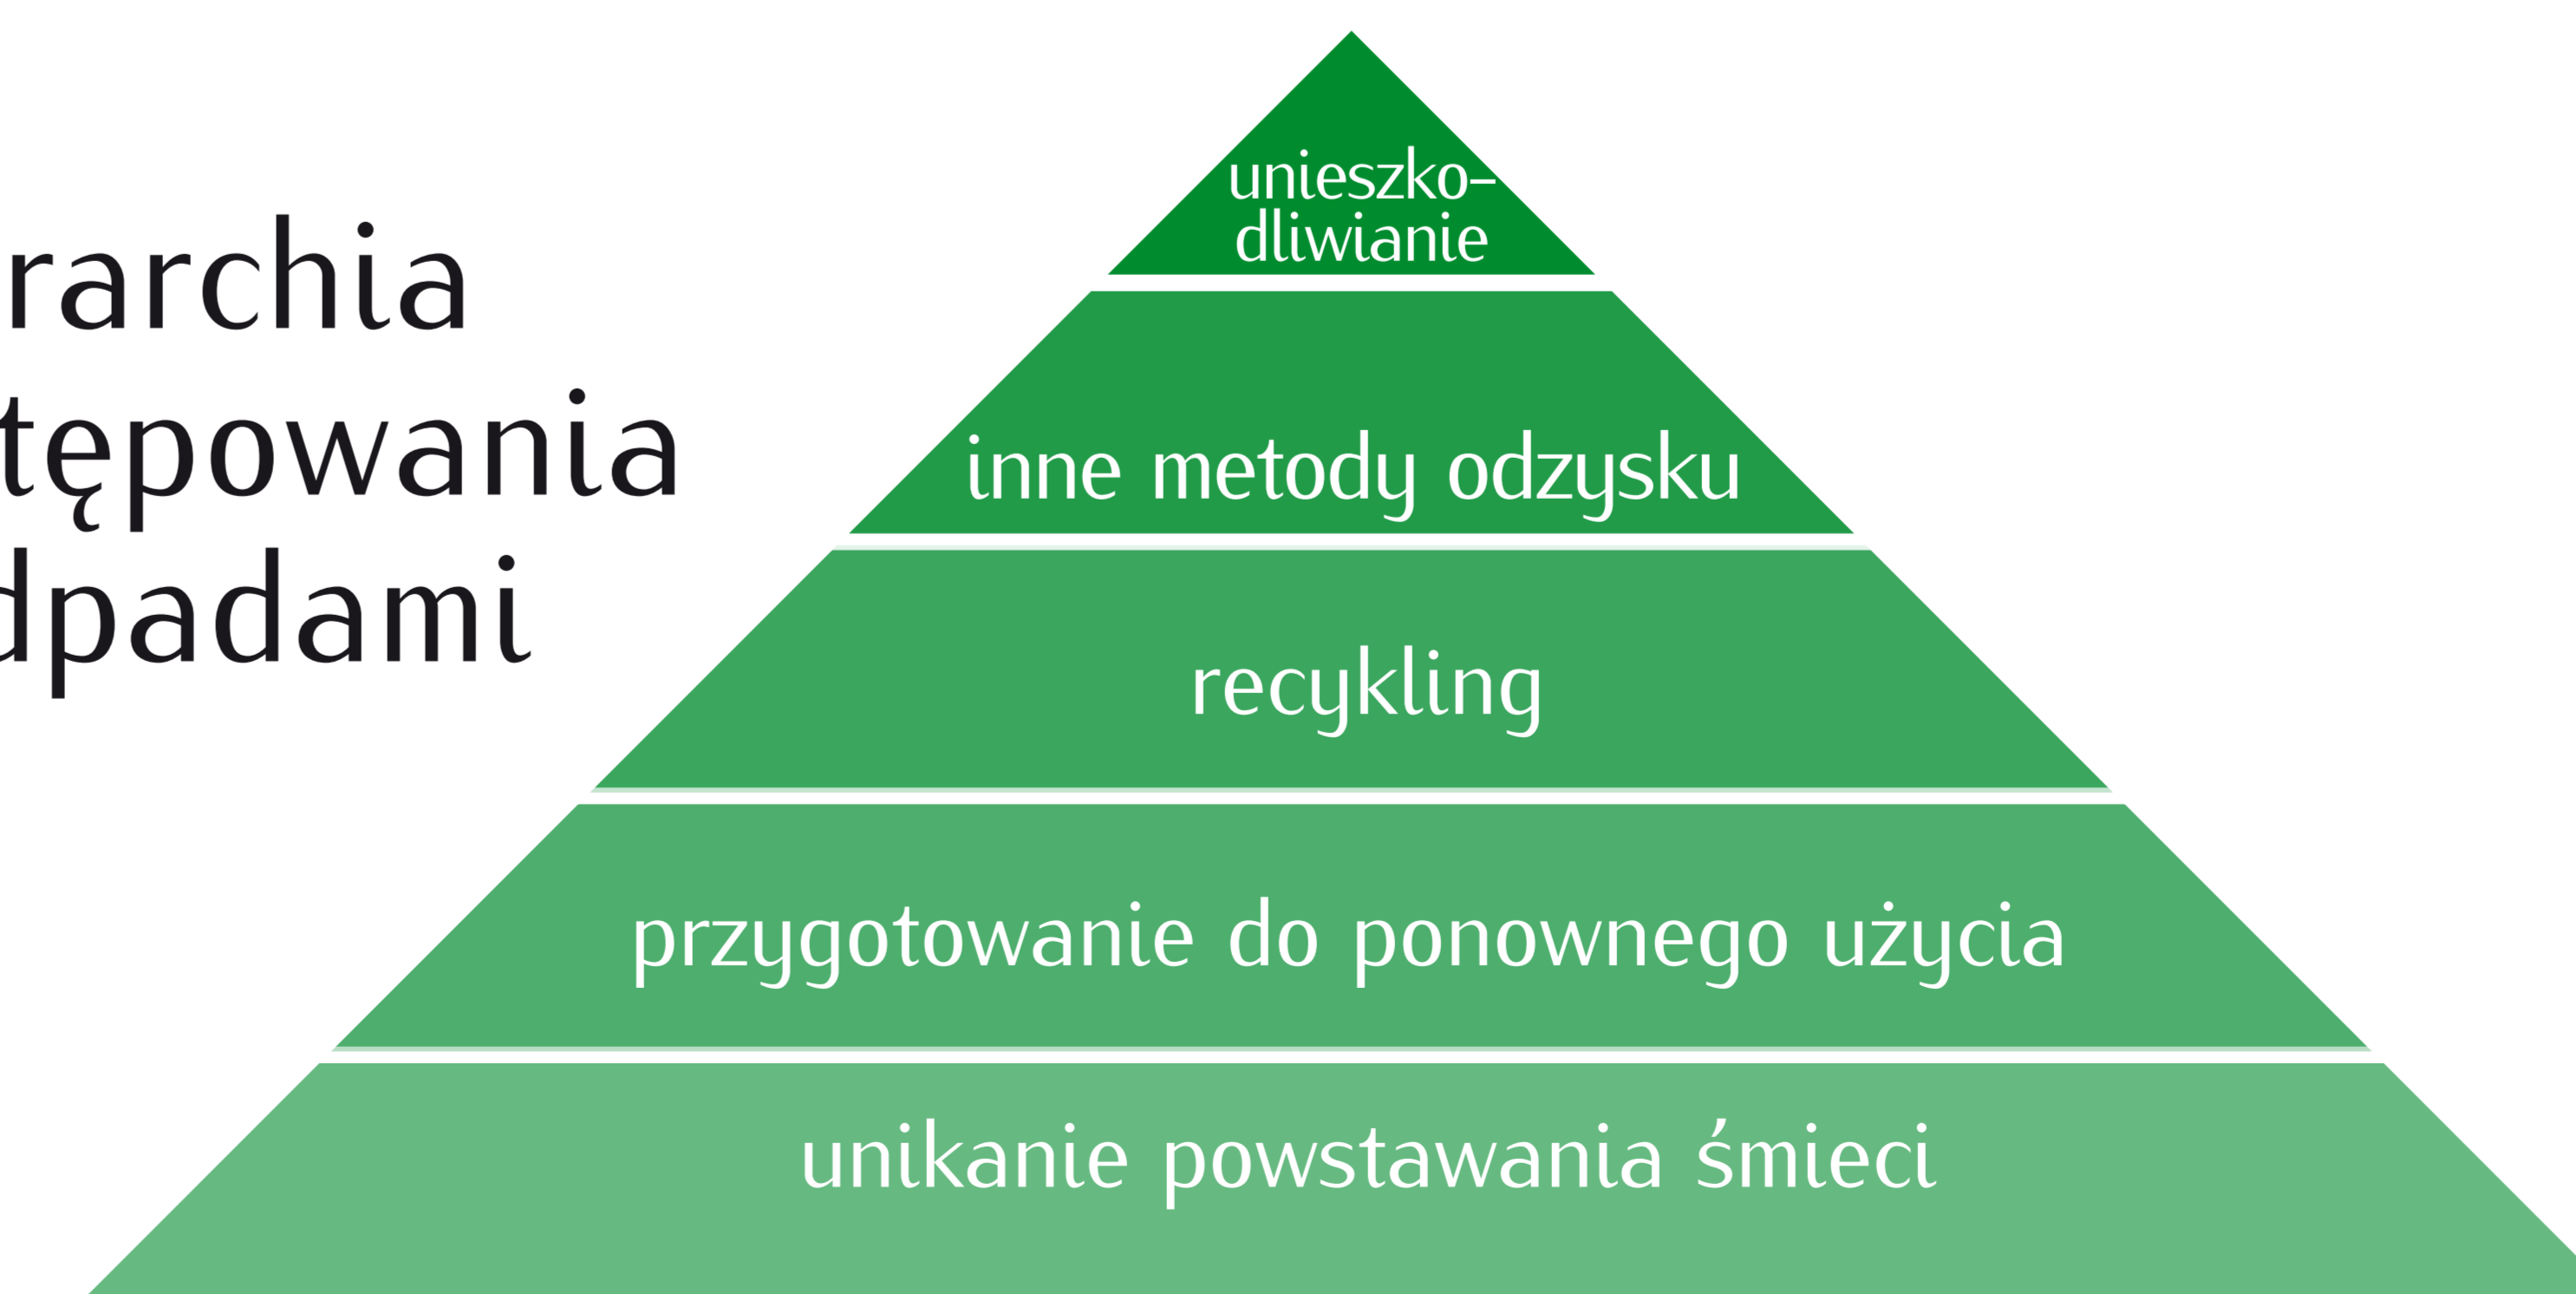 rarchia
tępowania
dpadami
unieszko-
dliwianie
inne metody odzysku
recykling
przygotowanie do ponownego użycia
unikanie powstawania śmieci